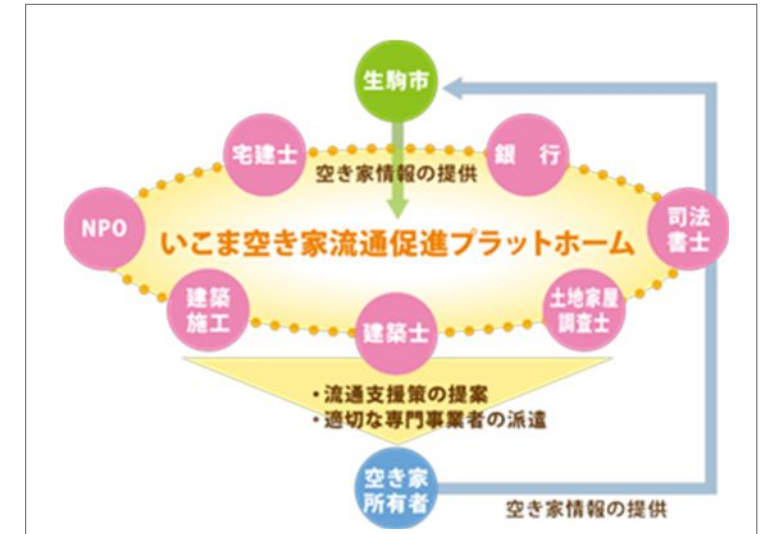 生駒市
宅建士
銀 行
空き家情報の提供
NPO
司法
書士
いこま空き家流通促進プラットホーム
建築
施工
建築士
土地家屋
調査士
・流通支援策の提案
・適切な専門事業者の派遣
空き家
所有者
空き家情報の提供